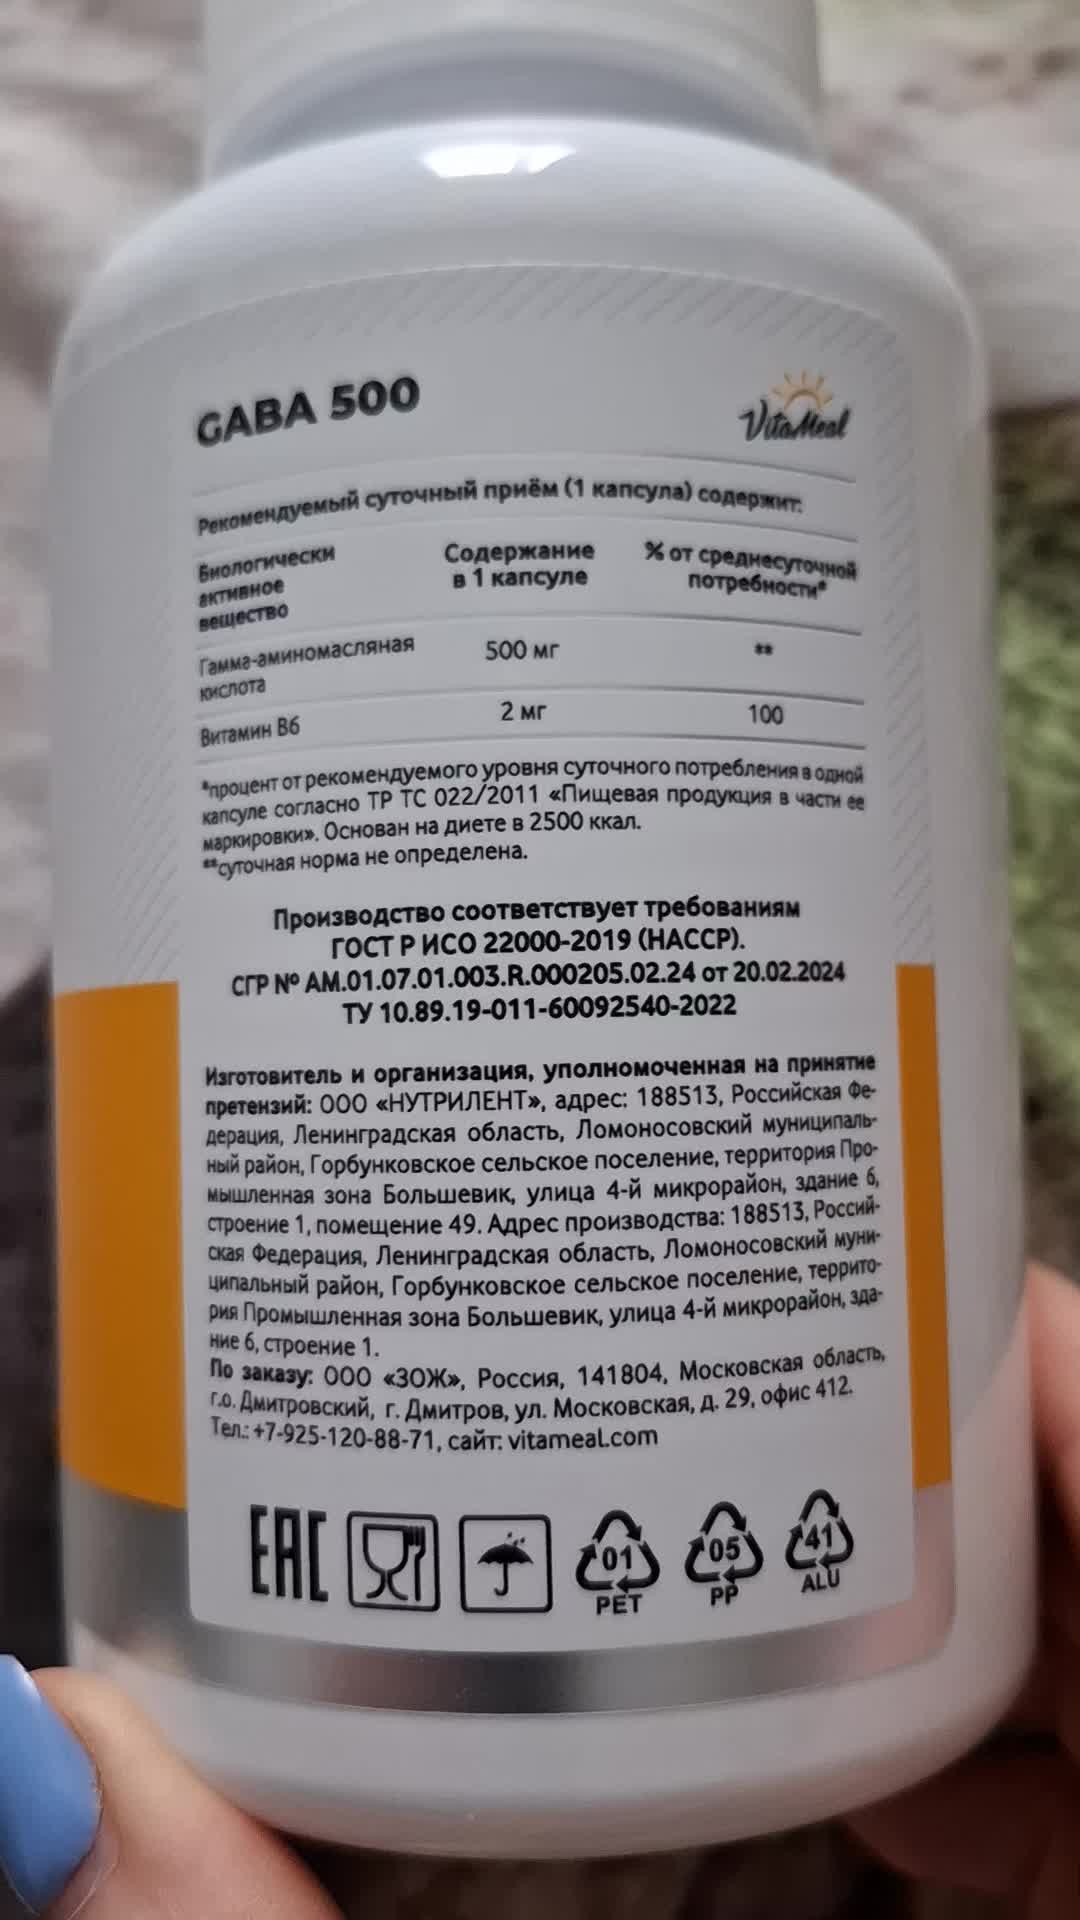 GABA 500
VitaMeal
Рекомендуемый суточный приём (1 капсула) содержит:
Биологически активное вещество
Содержание в 1 капсуле
% от среднесуточной потребности*
Гамма-аминомасляная кислота
500 мг
**
Витамин В6
2 мг
100
*процент от рекомендуемого уровня суточного потребления в одной
капсуле согласно ТР ТС 022/2011 «Пищевая продукция в части ее
маркировки». Основан на диете в 2500 ккал.
**суточная норма не определена.
Производство соответствует требованиям
ГОСТ Р ИСО 22000-2019 (НАССР).
СГР № AM.01.07.01.003.R.000205.02.24 от 20.02.2024
ТУ 10.89.19-011-60092540-2022
Изготовитель и организация, уполномоченная на принятие
претензий: ООО «НУТРИЛЕНТ», адрес: 188513, Российская Фе-
дерация, Ленинградская область, Ломоносовский муниципаль-
ный район, Горбунковское сельское поселение, территория Про-
мышленная зона Большевик, улица 4-й микрорайон, здание 6,
строение 1, помещение 49. Адрес производства: 188513, Россий-
ская Федерация, Ленинградская область, Ломоносовский муни-
ципальный район, Горбунковское сельское поселение, террито-
рия Промышленная зона Большевик, улица 4-й микрорайон, зда-
ние 6, строение 1.
По заказу: ООО «ЗОЖ», Россия, 141804, Московская область,
г.о. Дмитровский, г. Дмитров, ул. Московская, д. 29, офис 412.
Тел.: +7-925-120-88-71, сайт: vitameal.com
EAC
01
PET
05
PP
41
ALU